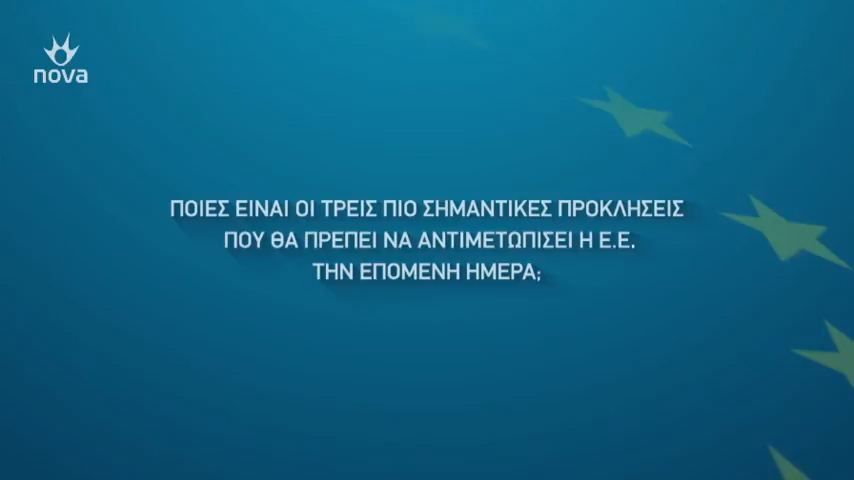 nova
ΠΟΙΕΣ ΕΙΝΑΙ ΟΙ ΤΡΕΙΣ ΠΙΟ ΣΗΜΑΝΤΙΚΕΣ ΠΡΟΚΛΗΣΕΙΣ
ΠΟΥ ΘΑ ΠΡΕΠΕΙ ΝΑ ΑΝΤΙΜΕΤΩΠΙΣΕΙ Η Ε.Ε.
ΤΗΝ ΕΠΟΜΕΝΗ ΗΜΕΡΑ;